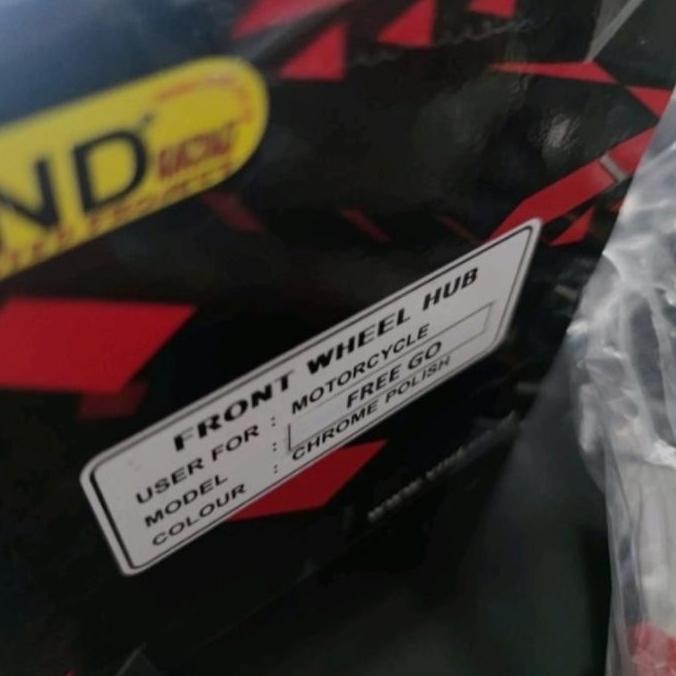 ND
RACING
FRONT WHEEL HUB
USER FOR : MOTORCYCLE
MODEL : FREE GO
COLOUR : CHROME POLISH